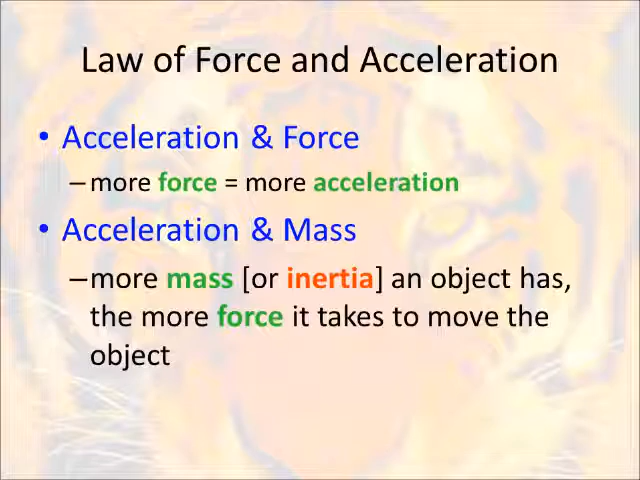 Law of Force and Acceleration
• Acceleration & Force
– more force = more acceleration
• Acceleration & Mass
–more mass [or inertia] an object has,
the more force it takes to move the
object